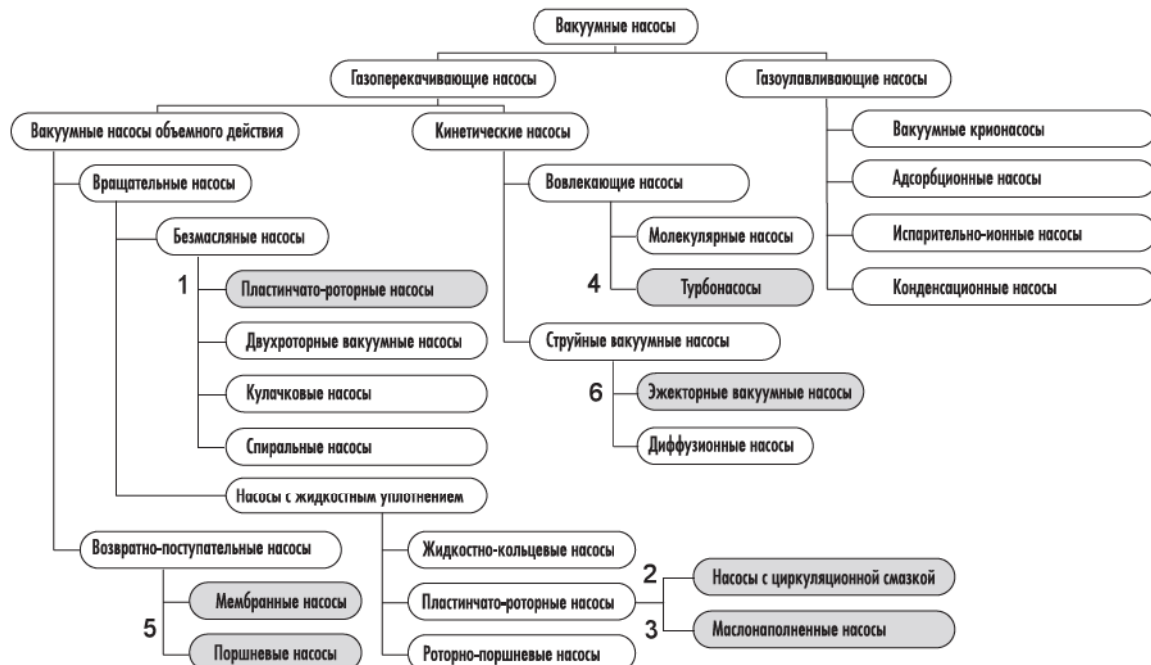 Вакуумные насосы
Газоперекачивающие насосы
Газоулавливающие насосы
Вакуумные насосы объемного действия
Кинетические насосы
Вакуумные крионасосы
Вращательные насосы
Вовлекающие насосы
Адсорбционные насосы
Безмасляные насосы
Молекулярные насосы
Испарительно-ионные насосы
1
Пластинчато-роторные насосы
4
Турбонасосы
Конденсационные насосы
Двухроторные вакуумные насосы
Струйные вакуумные насосы
Кулачковые насосы
6
Эжекторные вакуумные насосы
Спиральные насосы
Диффузионные насосы
Насосы с жидкостным уплотнением
Возвратно-поступательные насосы
Жидкостно-кольцевые насосы
2
Насосы с циркуляционной смазкой
Мембранные насосы
Пластинчато-роторные насосы
5
3
Маслонаполненные насосы
Поршневые насосы
Роторно-поршневые насосы